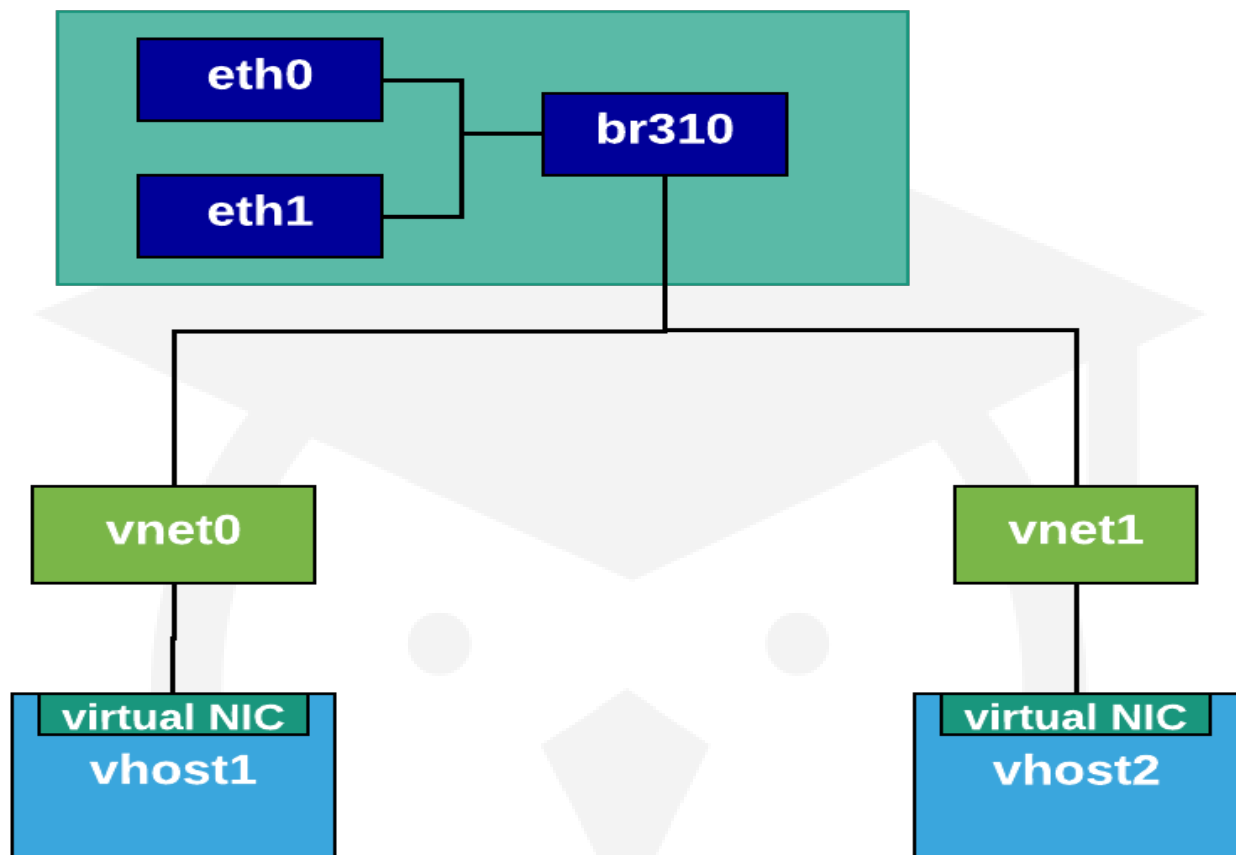 eth0
br310
eth1
vnet0
vnet1
virtual NIC
vhost1
virtual NIC
vhost2